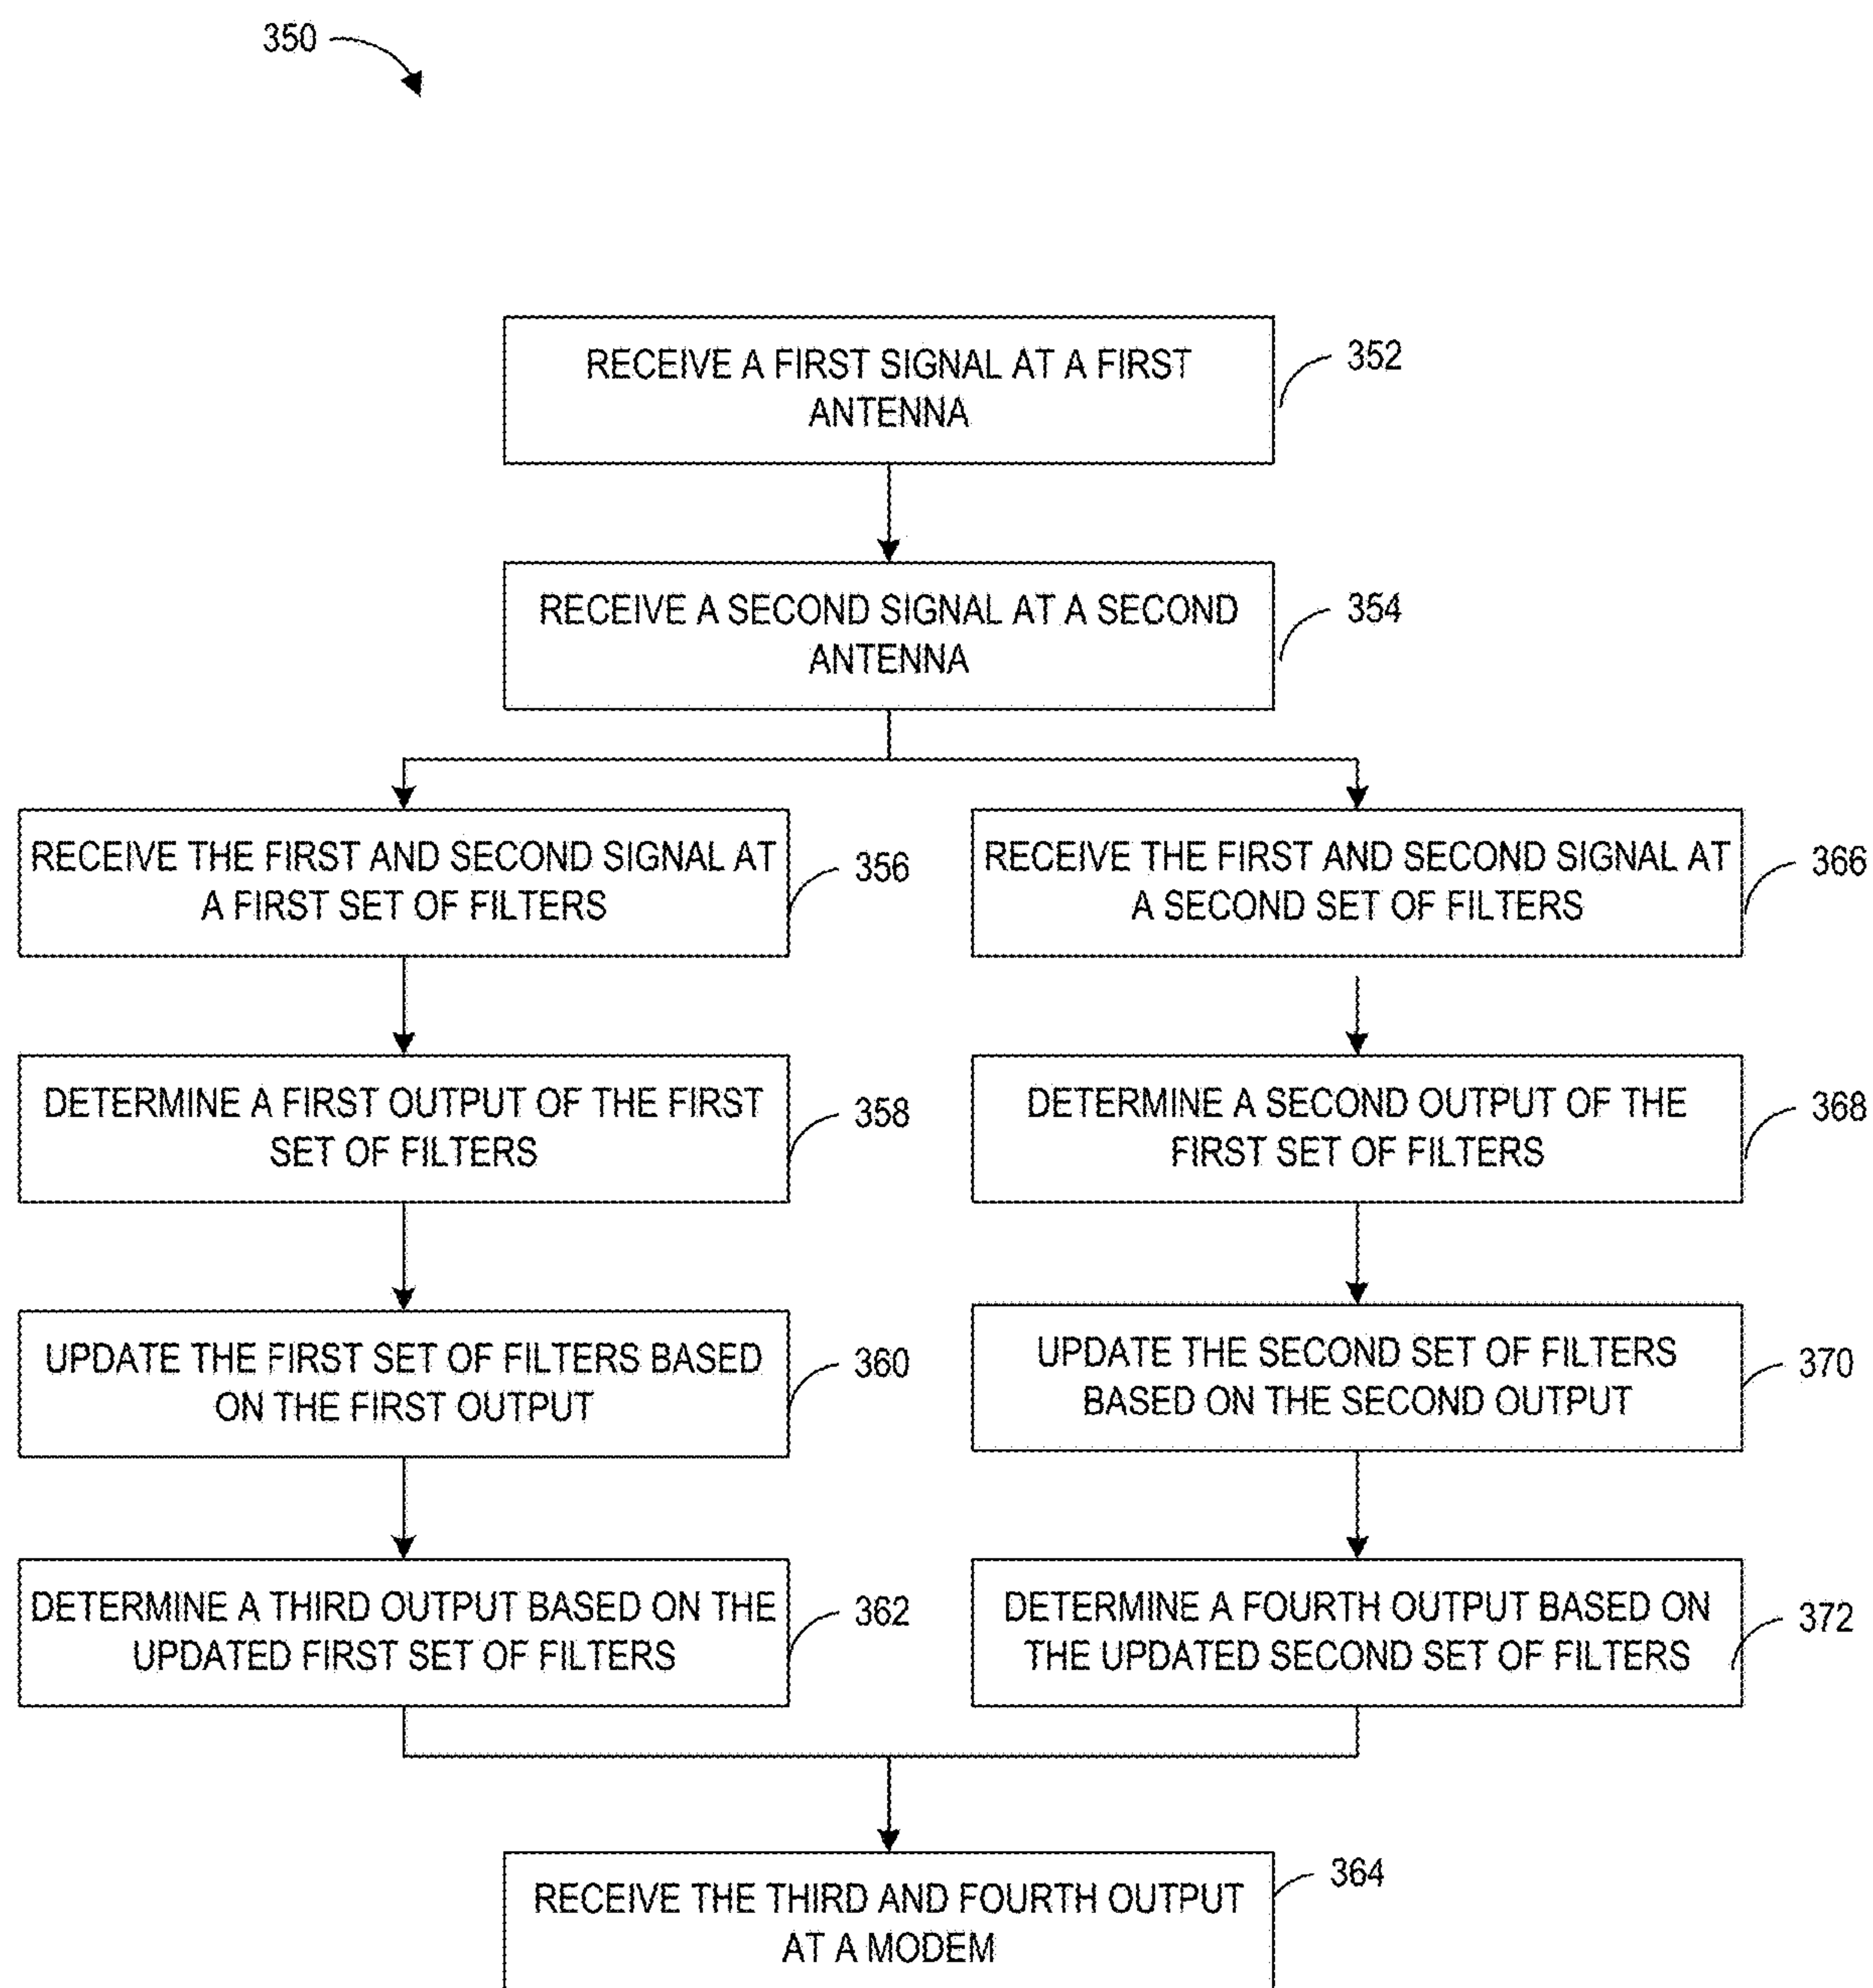 350
RECEIVE A FIRST SIGNAL AT A FIRST
ANTENNA
352
RECEIVE A SECOND SIGNAL AT A SECOND
ANTENNA
354
RECEIVE THE FIRST AND SECOND SIGNAL AT
A FIRST SET OF FILTERS
356
RECEIVE THE FIRST AND SECOND SIGNAL AT
A SECOND SET OF FILTERS
366
DETERMINE A FIRST OUTPUT OF THE FIRST
SET OF FILTERS
358
DETERMINE A SECOND OUTPUT OF THE
FIRST SET OF FILTERS
368
UPDATE THE FIRST SET OF FILTERS BASED
ON THE FIRST OUTPUT
360
UPDATE THE SECOND SET OF FILTERS
BASED ON THE SECOND OUTPUT
370
DETERMINE A THIRD OUTPUT BASED ON THE
UPDATED FIRST SET OF FILTERS
362
DETERMINE A FOURTH OUTPUT BASED ON
THE UPDATED SECOND SET OF FILTERS
372
RECEIVE THE THIRD AND FOURTH OUTPUT
AT A MODEM
364